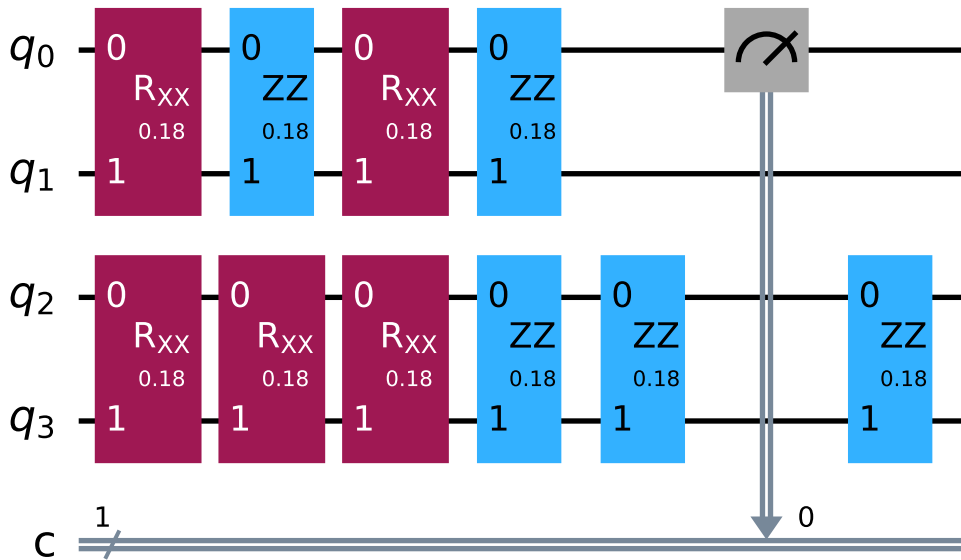 q0 0 0 0 0
RXX ZZ RXX ZZ
0.18 0.18 0.18 0.18
q1 1 1 1 1
q2 0 0 0 0 0 0
RXX RXX RXX ZZ ZZ ZZ
0.18 0.18 0.18 0.18 0.18 0.18
q3 1 1 1 1 1 1
1 0
c